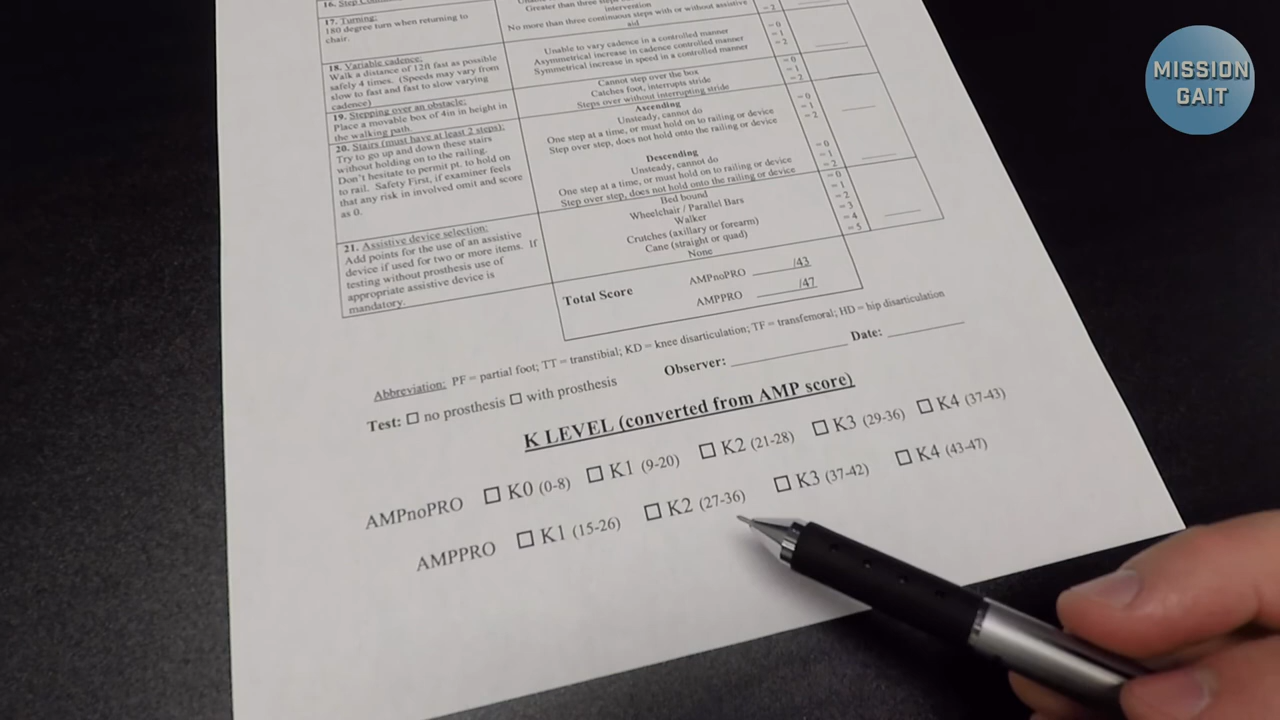 MISSION
GAIT
16. Step
Greater than three steps
intervention
17. Turning:
180 degree turn when returning to
chair.
No more than three continuous steps with or without assistive
aid
= 2
18. Variable cadence:
Walk a distance of 12ft fast as possible
safely 4 times. (Speeds may vary from
slow to fast and fast to slow varying
cadence)
Unable to vary cadence in a controlled manner
Asymmetrical increase in cadence controlled manner
Symmetrical increase in speed in a controlled manner
= 0
= 1
= 2
19. Stepping over an obstacle:
Place a movable box of 4in in height in
the walking path.
Cannot step over the box
Catches foot, interrupts stride
Steps over without interrupting stride
= 0
= 1
= 2
20. Stairs (must have at least 2 steps):
Try to go up and down these stairs
without holding on to the railing.
Don't hesitate to permit pt. to hold on
to rail. Safety First, if examiner feels
that any risk in involved omit and score
as 0.
Ascending
Unsteady, cannot do
One step at a time, or must hold on to railing or device
Step over step, does not hold onto the railing or device
= 0
= 1
= 2
Descending
Unsteady, cannot do
One step at a time, or must hold on to railing or device
Step over step, does not hold onto the railing or device
= 0
= 1
= 2
21. Assistive device selection:
Add points for the use of an assistive
device if used for two or more items. If
testing without prosthesis use of
appropriate assistive device is
mandatory.
Bed bound
Wheelchair / Parallel Bars
Walker
Crutches (axillary or forearm)
Cane (straight or quad)
None
= 0
= 1
= 2
= 3
= 4
= 5
Total Score AMPnoPRO ______/43
AMPPRO ______/47
Abbreviation: PF = partial foot; TT = transtibial; KD = knee disarticulation; TF = transfemoral; HD = hip disarticulation
Test: ☐ no prosthesis ☐ with prosthesis Observer: ____________ Date: ________
K LEVEL (converted from AMP score)
AMPnoPRO ☐ K0 (0-8) ☐ K1 (9-20) ☐ K2 (21-28) ☐ K3 (29-36) ☐ K4 (37-43)
AMPPRO ☐ K1 (15-26) ☐ K2 (27-36) ☐ K3 (37-42) ☐ K4 (43-47)